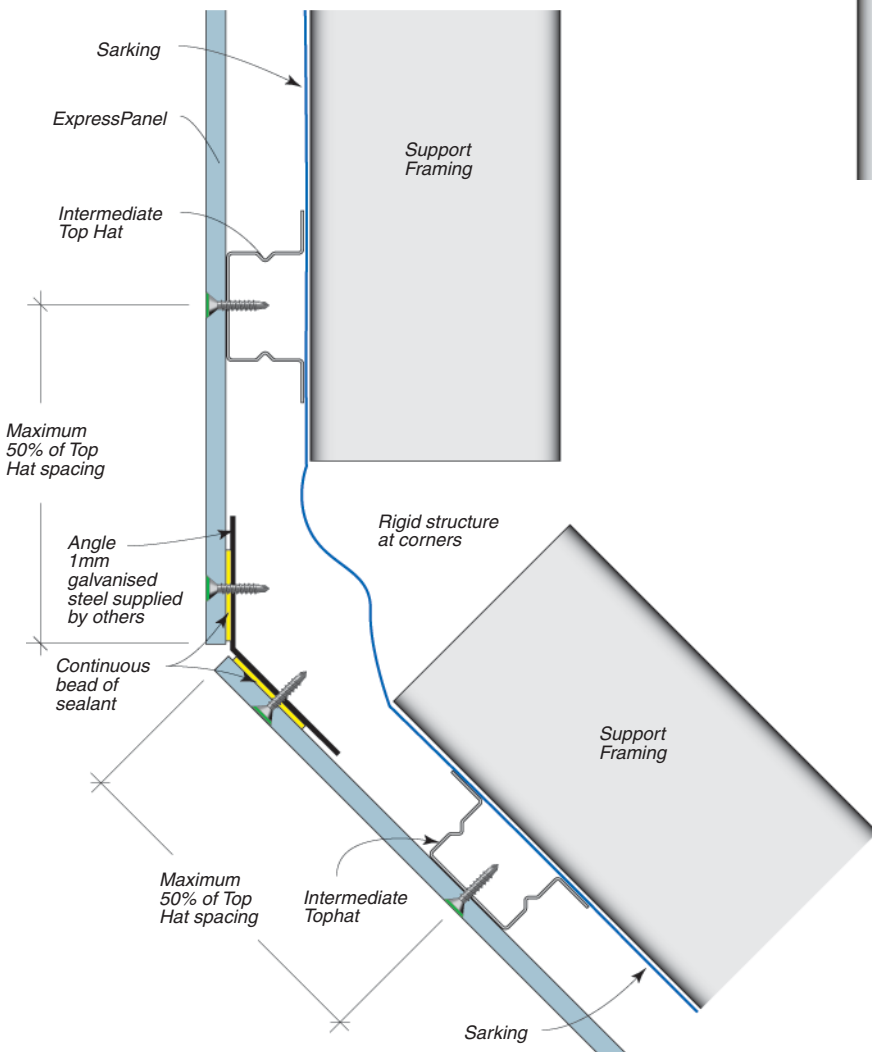 Sarking
ExpressPanel
Support
Framing
Intermediate
Top Hat
Maximum
50% of Top
Hat spacing
Rigid structure
at corners
Angle
1mm
galvanised
steel supplied
by others
Continuous
bead of
sealant
Support
Framing
Maximum
50% of Top
Hat spacing
Intermediate
Tophat
Sarking